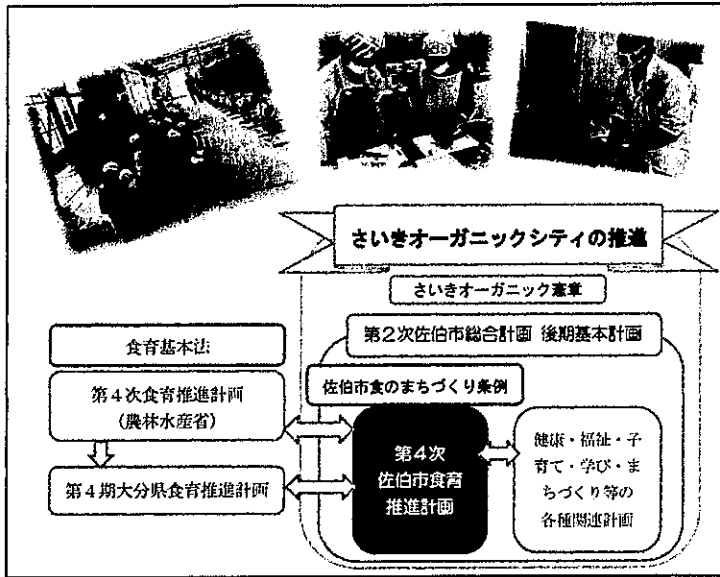 さいきオーガニックシティの推進
さいきオーガニック憲章
第2次佐伯市総合計画 後期基本計画
食育基本法
第4次食育推進計画
(農林水産省)
第4期大分県食育推進計画
佐伯市食のまちづくり条例
第4次
佐伯市食育
推進計画
健康・福祉・子
育て・学び・ま
ちづくり等の
各種関連計画